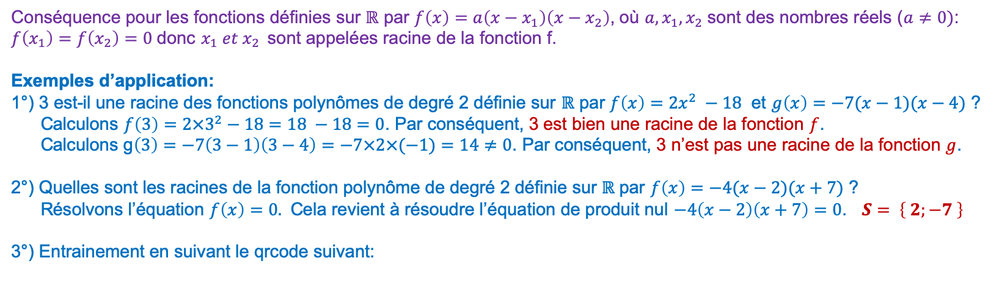 Conséquence pour les fonctions définies sur ℝ par f(x) = a(x − x₁)(x − x₂), où a, x₁, x₂ sont des nombres réels (a ≠ 0):
f(x₁) = f(x₂) = 0 donc x₁ et x₂ sont appelées racine de la fonction f.
Exemples d’application:
1°) 3 est-il une racine des fonctions polynômes de degré 2 définie sur ℝ par f(x) = 2x² − 18 et g(x) = −7(x − 1)(x − 4) ?
Calculons f(3) = 2×3² − 18 = 18 − 18 = 0. Par conséquent, 3 est bien une racine de la fonction f.
Calculons g(3) = −7(3 − 1)(3 − 4) = −7×2×(−1) = 14 ≠ 0. Par conséquent, 3 n’est pas une racine de la fonction g.
2°) Quelles sont les racines de la fonction polynôme de degré 2 définie sur ℝ par f(x) = −4(x − 2)(x + 7) ?
Résolvons l’équation f(x) = 0. Cela revient à résoudre l’équation de produit nul −4(x − 2)(x + 7) = 0. S = { 2; −7 }
3°) Entrainement en suivant le qrcode suivant: